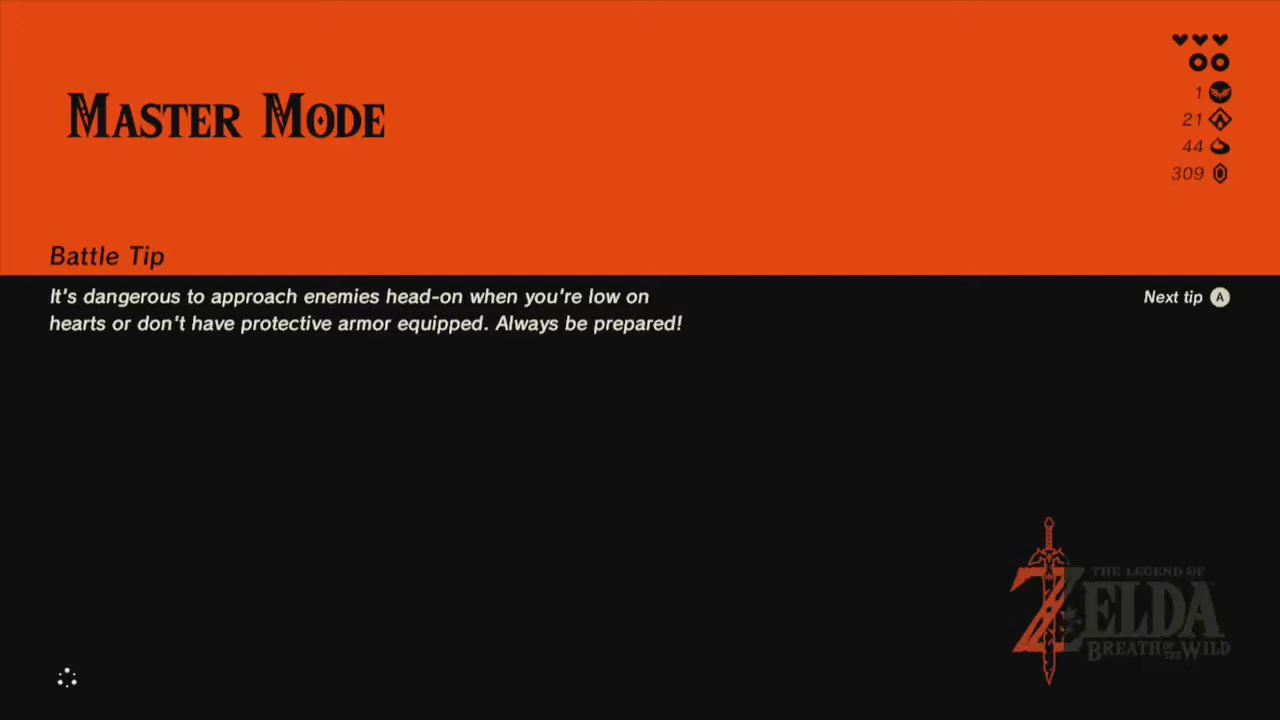 MASTER MODE
1
21
44
309
Battle Tip
It's dangerous to approach enemies head-on when you're low on
hearts or don't have protective armor equipped. Always be prepared!
Next tip A
THE LEGEND OF
ZELDA
BREATH OF THE WILD